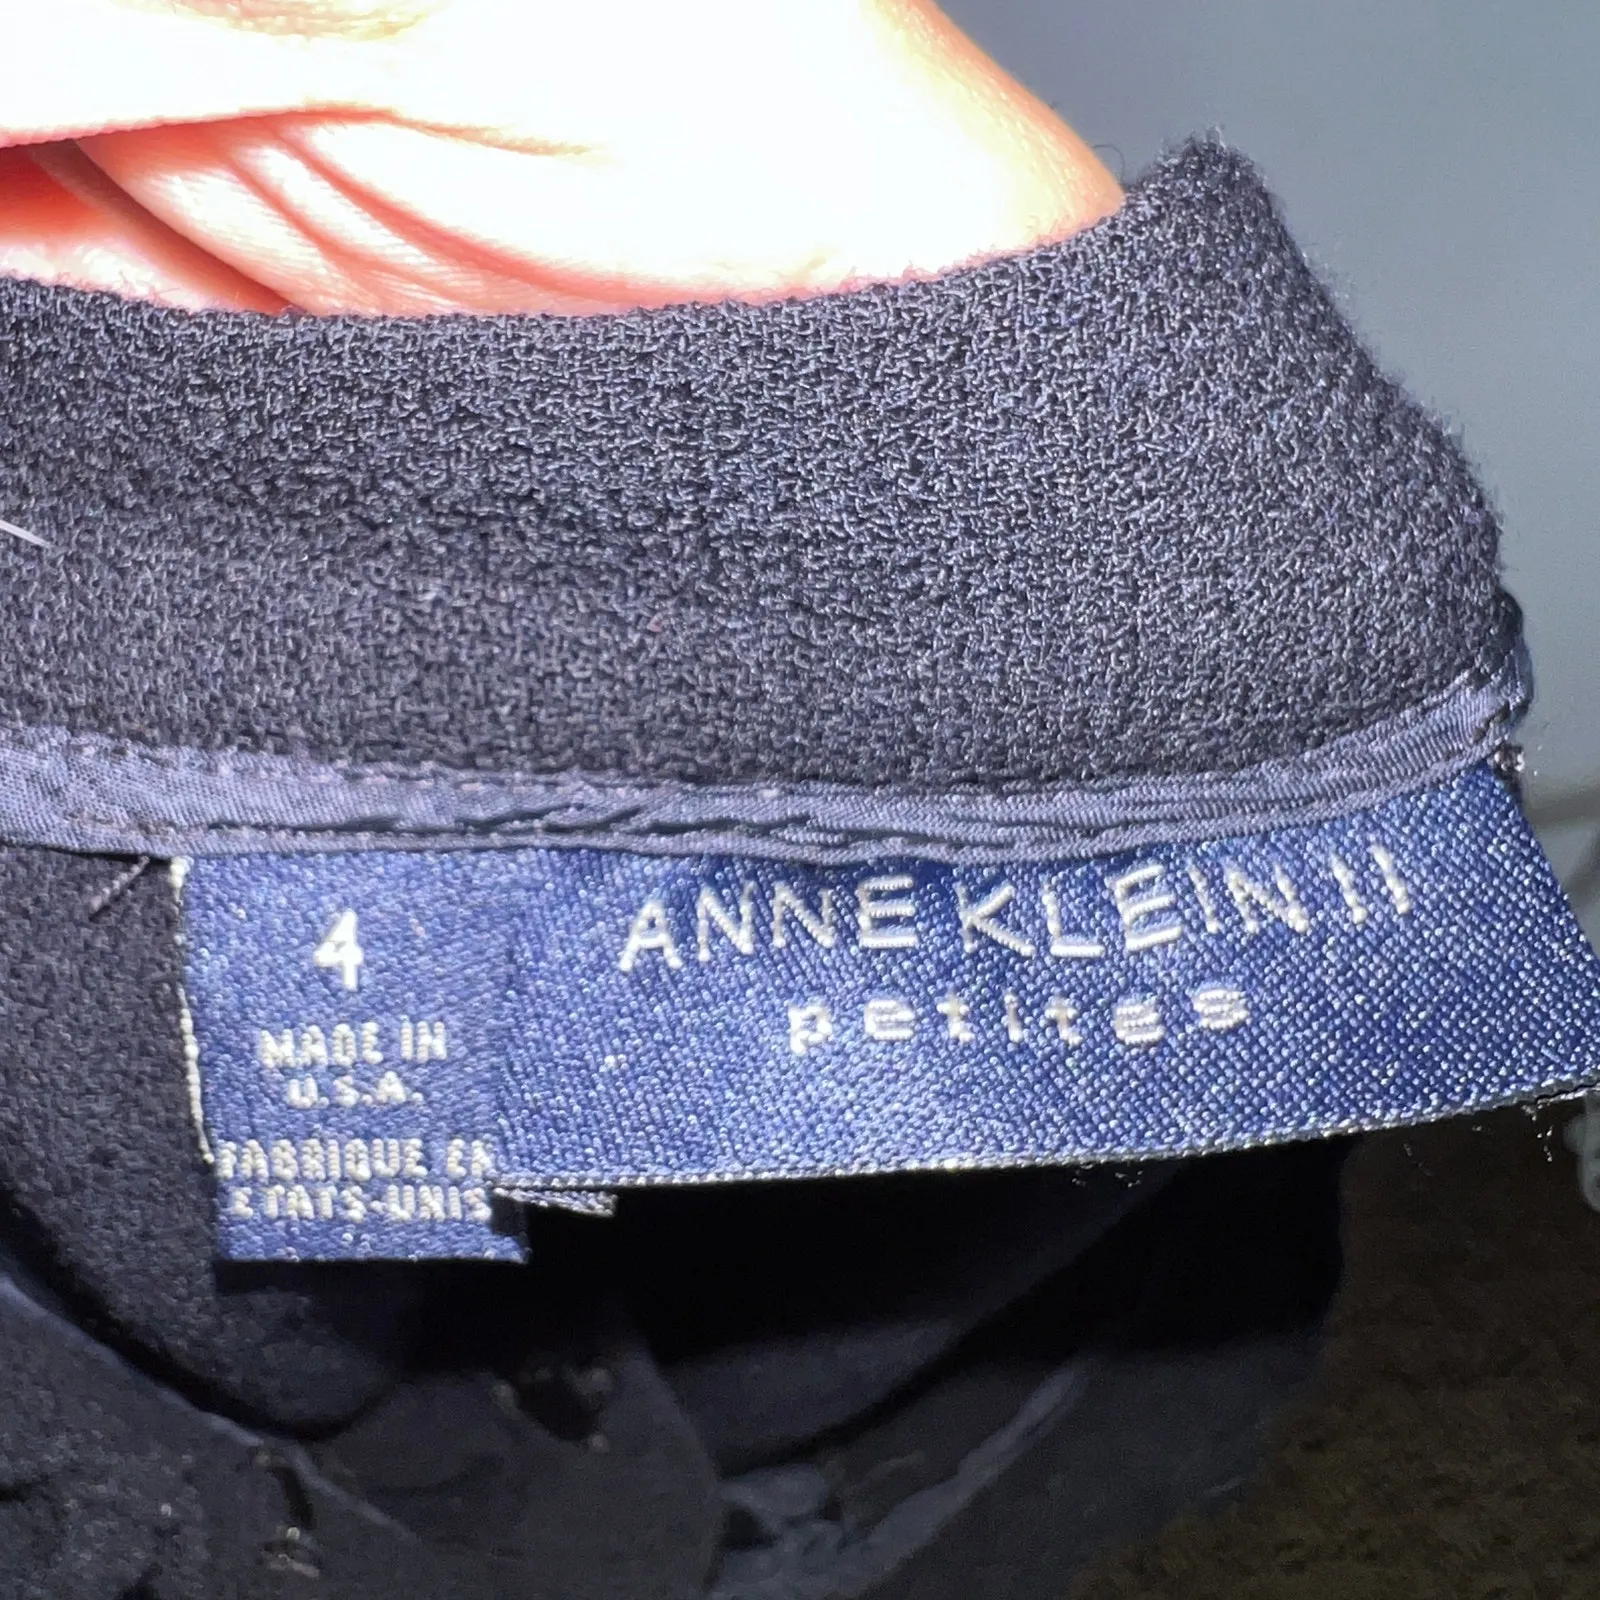 4
MADE IN
U.S.A.
FABRIQUE EN
ETATS-UNIS
ANNE KLEIN II
petites